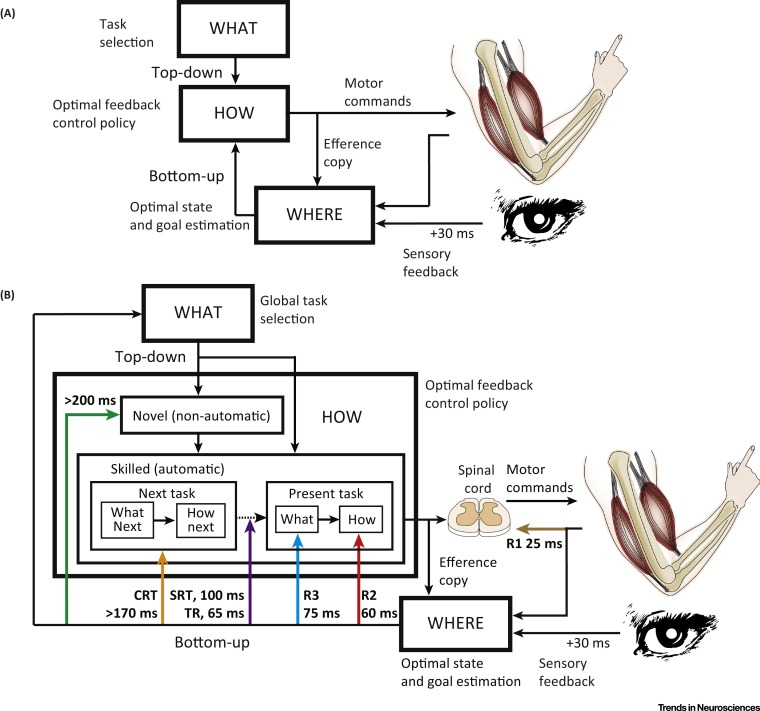 (A)
Task
selection
WHAT
Top-down
Optimal feedback
control policy
HOW
Motor
commands
Efference
copy
Bottom-up
Optimal state
and goal estimation
WHERE
+30 ms
Sensory
feedback
(B)
WHAT
Global task
selection
Top-down
Optimal feedback
control policy
>200 ms
Novel (non-automatic)
HOW
Skilled (automatic)
Next task
What
Next
How
next
Present task
What
How
Spinal
cord
Motor
commands
R1 25 ms
Efference
copy
CRT
>170 ms
SRT, 100 ms
TR, 65 ms
R3
75 ms
R2
60 ms
Bottom-up
WHERE
+30 ms
Optimal state
and goal estimation
Sensory
feedback
Trends in Neurosciences